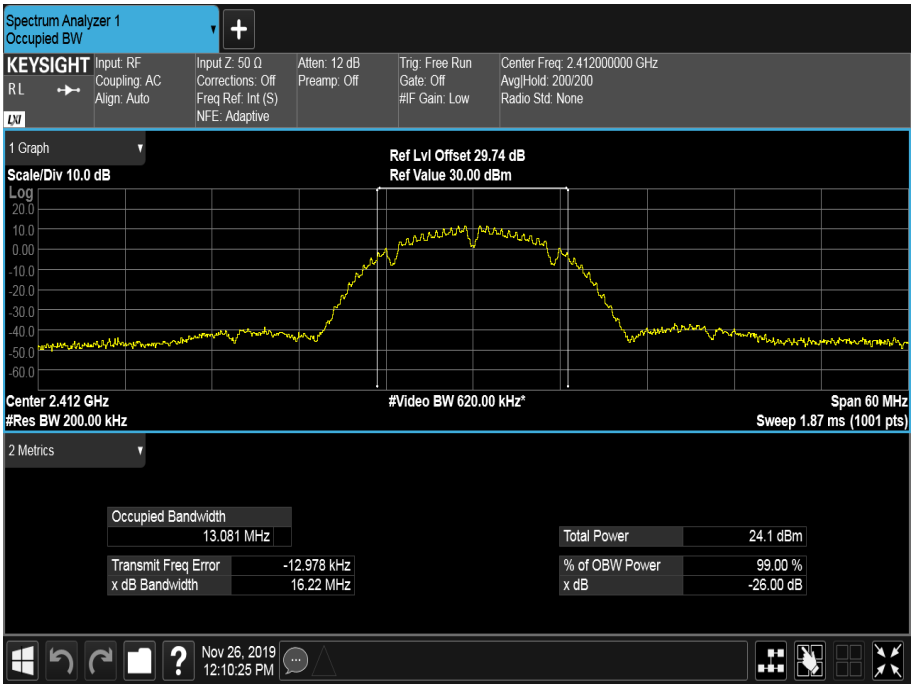 Spectrum Analyzer 1
Occupied BW
+
KEYSIGHT
R L
LXI
Input: RF
Coupling: AC
Align: Auto
Input Z: 50 Ω
Corrections: Off
Freq Ref: Int (S)
NFE: Adaptive
Atten: 12 dB
Preamp: Off
Trig: Free Run
Gate: Off
#IF Gain: Low
Center Freq: 2.412000000 GHz
Avg|Hold: 200/200
Radio Std: None
1 Graph
Scale/Div 10.0 dB
Ref Lvl Offset 29.74 dB
Ref Value 30.00 dBm
Log
20.0
10.0
0.00
-10.0
-20.0
-30.0
-40.0
-50.0
-60.0
Center 2.412 GHz
#Video BW 620.00 kHz*
Span 60 MHz
#Res BW 200.00 kHz
Sweep 1.87 ms (1001 pts)
2 Metrics
Occupied Bandwidth
13.081 MHz
Total Power 24.1 dBm
Transmit Freq Error -12.978 kHz
% of OBW Power 99.00 %
x dB Bandwidth 16.22 MHz
x dB -26.00 dB
?
Nov 26, 2019
12:10:25 PM